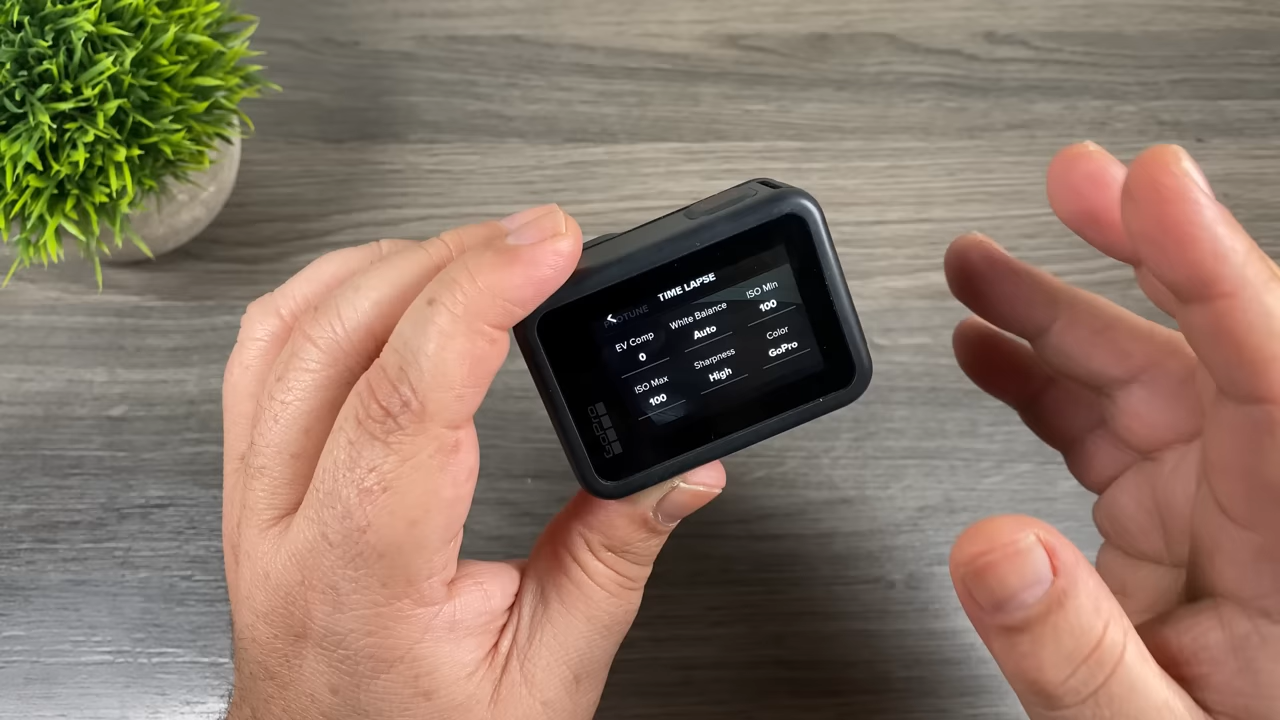 TIME LAPSE
PROTUNE
EV Comp
0
White Balance
Auto
ISO Min
100
ISO Max
100
Sharpness
High
Color
GoPro
GoPro